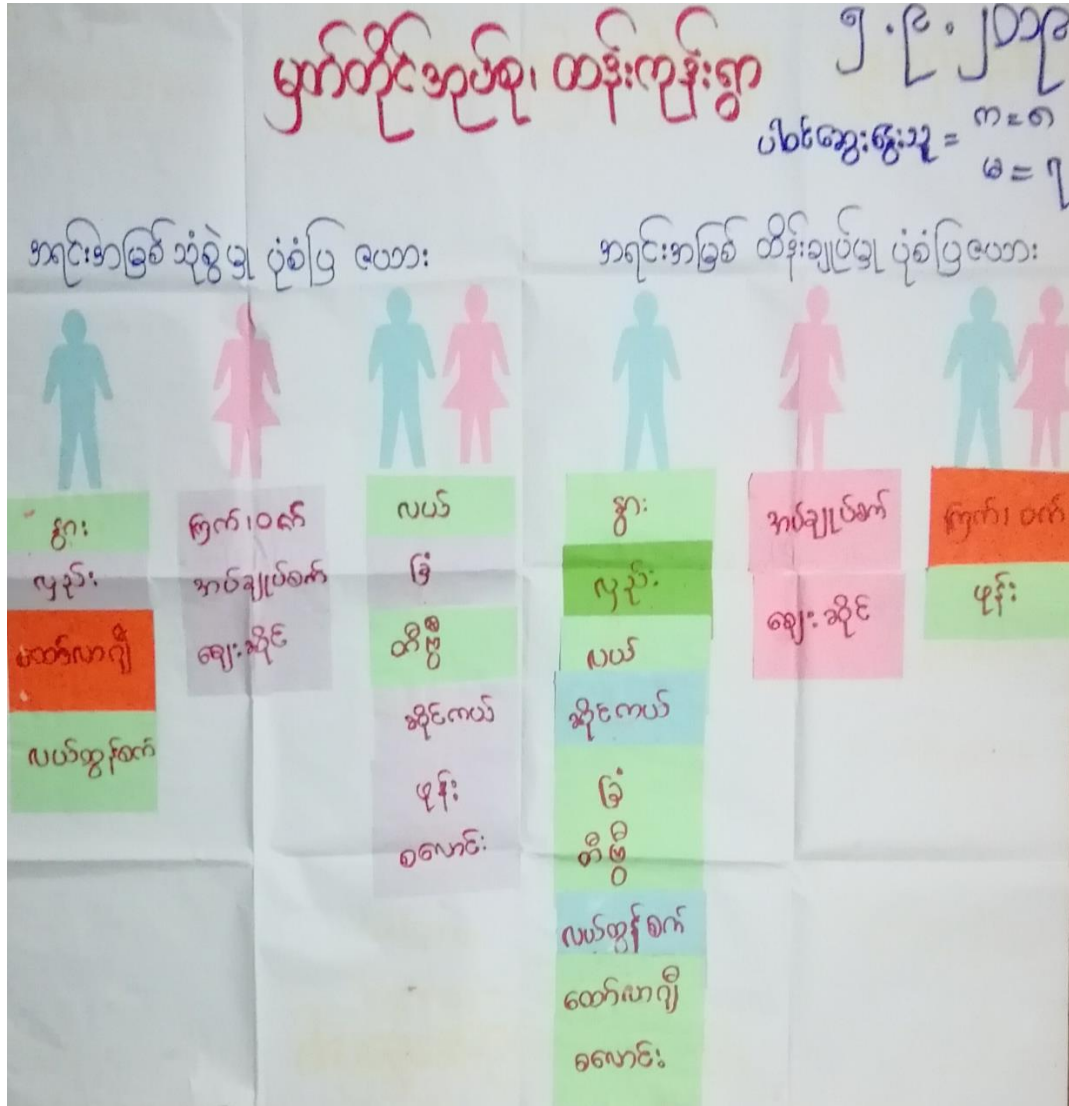 မှတ်တိုင်အုပ်စု၊ ထန်းကုန်းရွာ
၅.၉.၂၀၁၉
ပါဝင်ဆွေးနွေးသူ = က=၈
မ=၇
အရင်းအမြစ် သုံစွဲမှု ပုံစံပြ ဇယား
နွား
လှည်း
ထော်လာဂျီ
လယ်ထွန်စက်
ကြက်၊ဝက်
အပ်ချုပ်စက်
ဈေးဆိုင်
လယ်
ခြံ
တီဗွီ
ဆိုင်ကယ်
ဖုန်း
စလောင်း
အရင်းအမြစ် ထိန်းချုပ်မှု ပုံစံပြဇယား
နွား
လှည်း
လယ်
ဆိုင်ကယ်
ခြံ
တီဗွီ
လယ်ထွန်စက်
ထော်လာဂျီ
စလောင်း
အပ်ချုပ်စက်
ဈေးဆိုင်
ကြက်၊ ဝက်
ဖုန်း